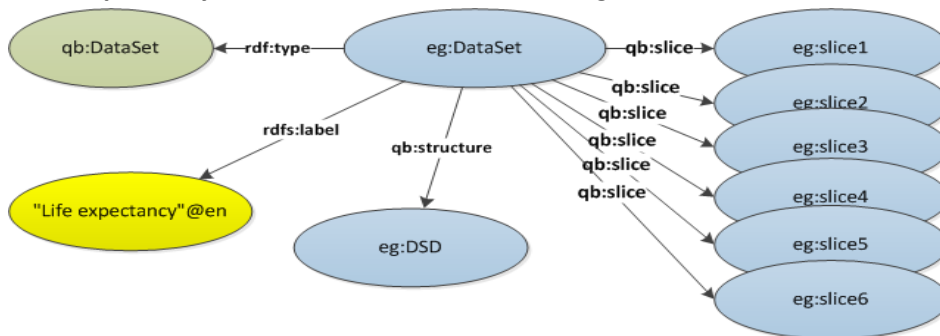 qb:DataSet
rdf:type
eg:DataSet
qb:slice
eg:slice1
qb:slice
eg:slice2
qb:slice
rdfs:label
qb:structure
qb:slice
eg:slice3
qb:slice
qb:slice
eg:slice4
"Life expectancy"@en
eg:DSD
eg:slice5
eg:slice6